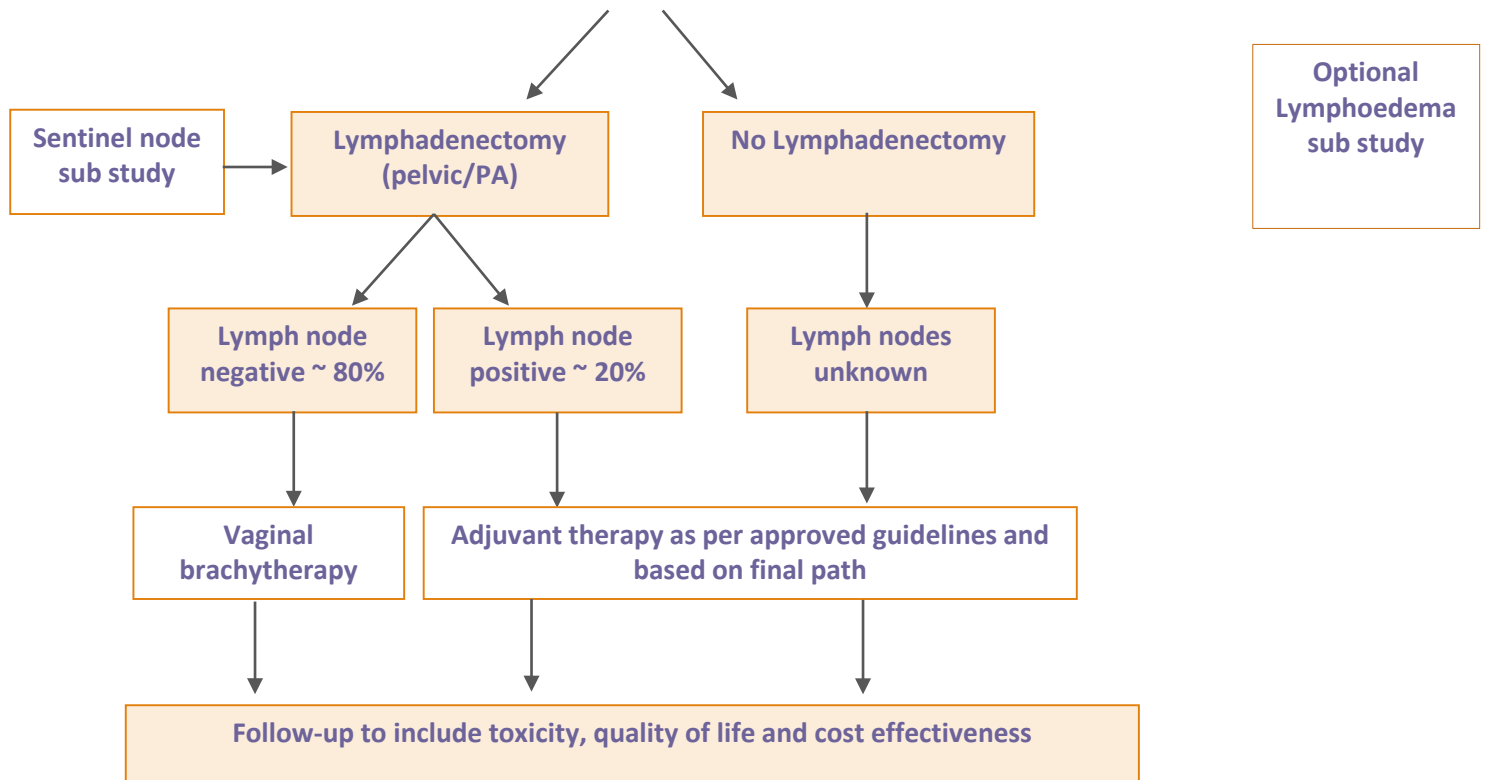 Optional
Lymphoedema
sub study
Sentinel node
sub study
Lymphadenectomy
(pelvic/PA)
No Lymphadenectomy
Lymph node
negative ~ 80%
Lymph node
positive ~ 20%
Lymph nodes
unknown
Vaginal
brachytherapy
Adjuvant therapy as per approved guidelines and
based on final path
Follow-up to include toxicity, quality of life and cost effectiveness